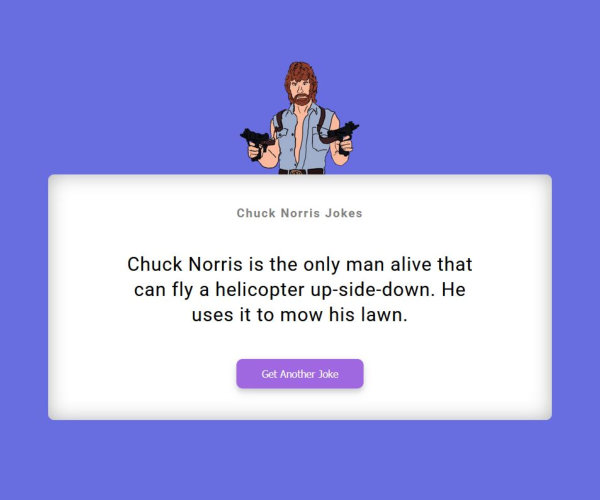 Chuck Norris Jokes
Chuck Norris is the only man alive that
can fly a helicopter up-side-down. He
uses it to mow his lawn.
Get Another Joke